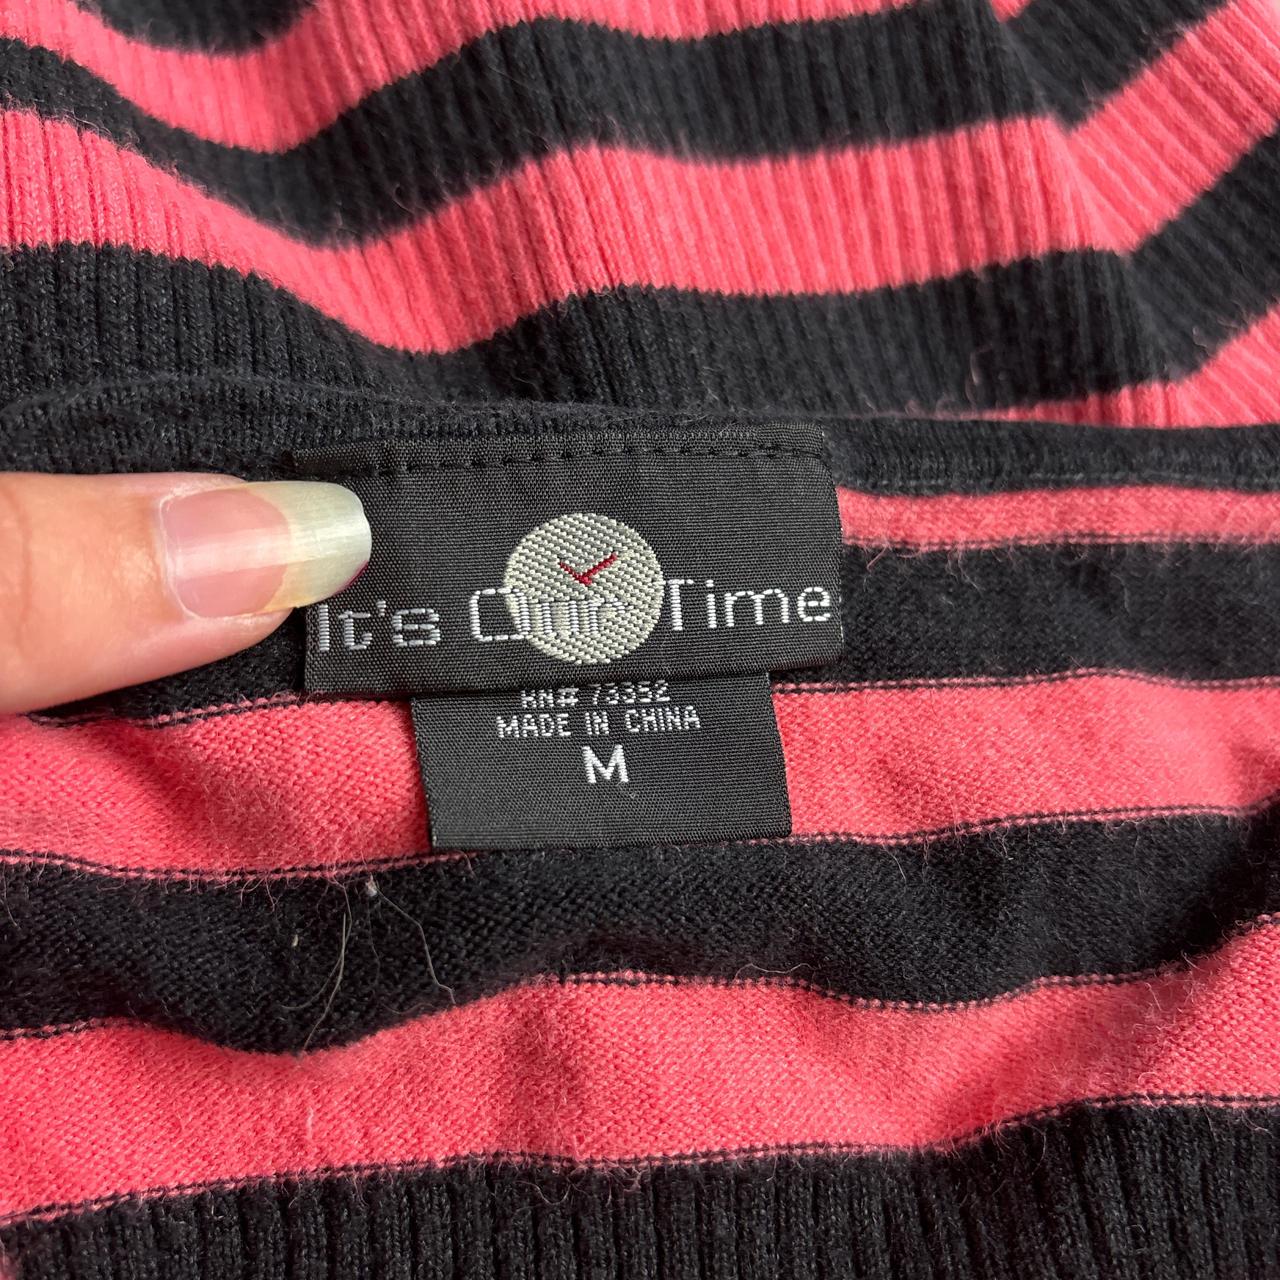 It's Our Time
RN# 73352
MADE IN CHINA
M